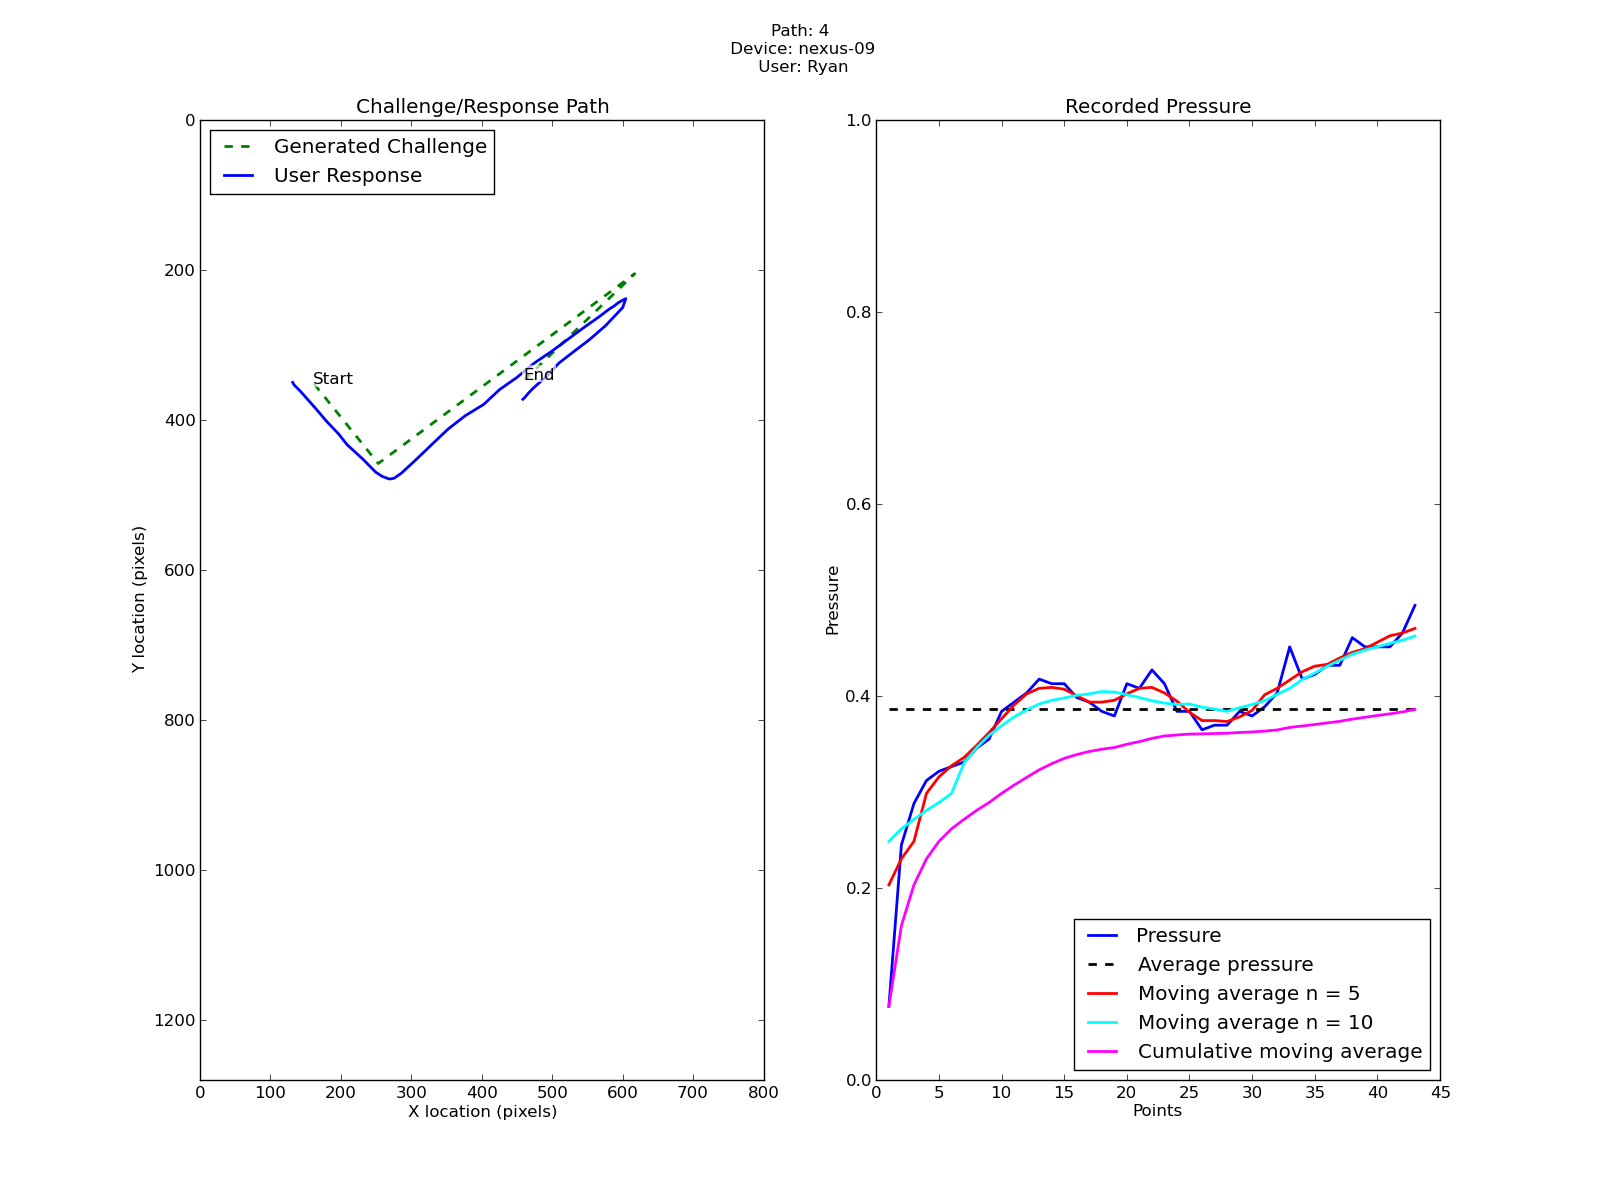 Path: 4
Device: nexus-09
User: Ryan
Challenge/Response Path
0
200
400
600
800
1000
1200
Y location (pixels)
Generated Challenge
User Response
Start
End
0 100 200 300 400 500 600 700 800
X location (pixels)
Recorded Pressure
1.0
0.8
0.6
0.4
0.2
0.0
Pressure
Pressure
Average pressure
Moving average n = 5
Moving average n = 10
Cumulative moving average
0 5 10 15 20 25 30 35 40 45
Points